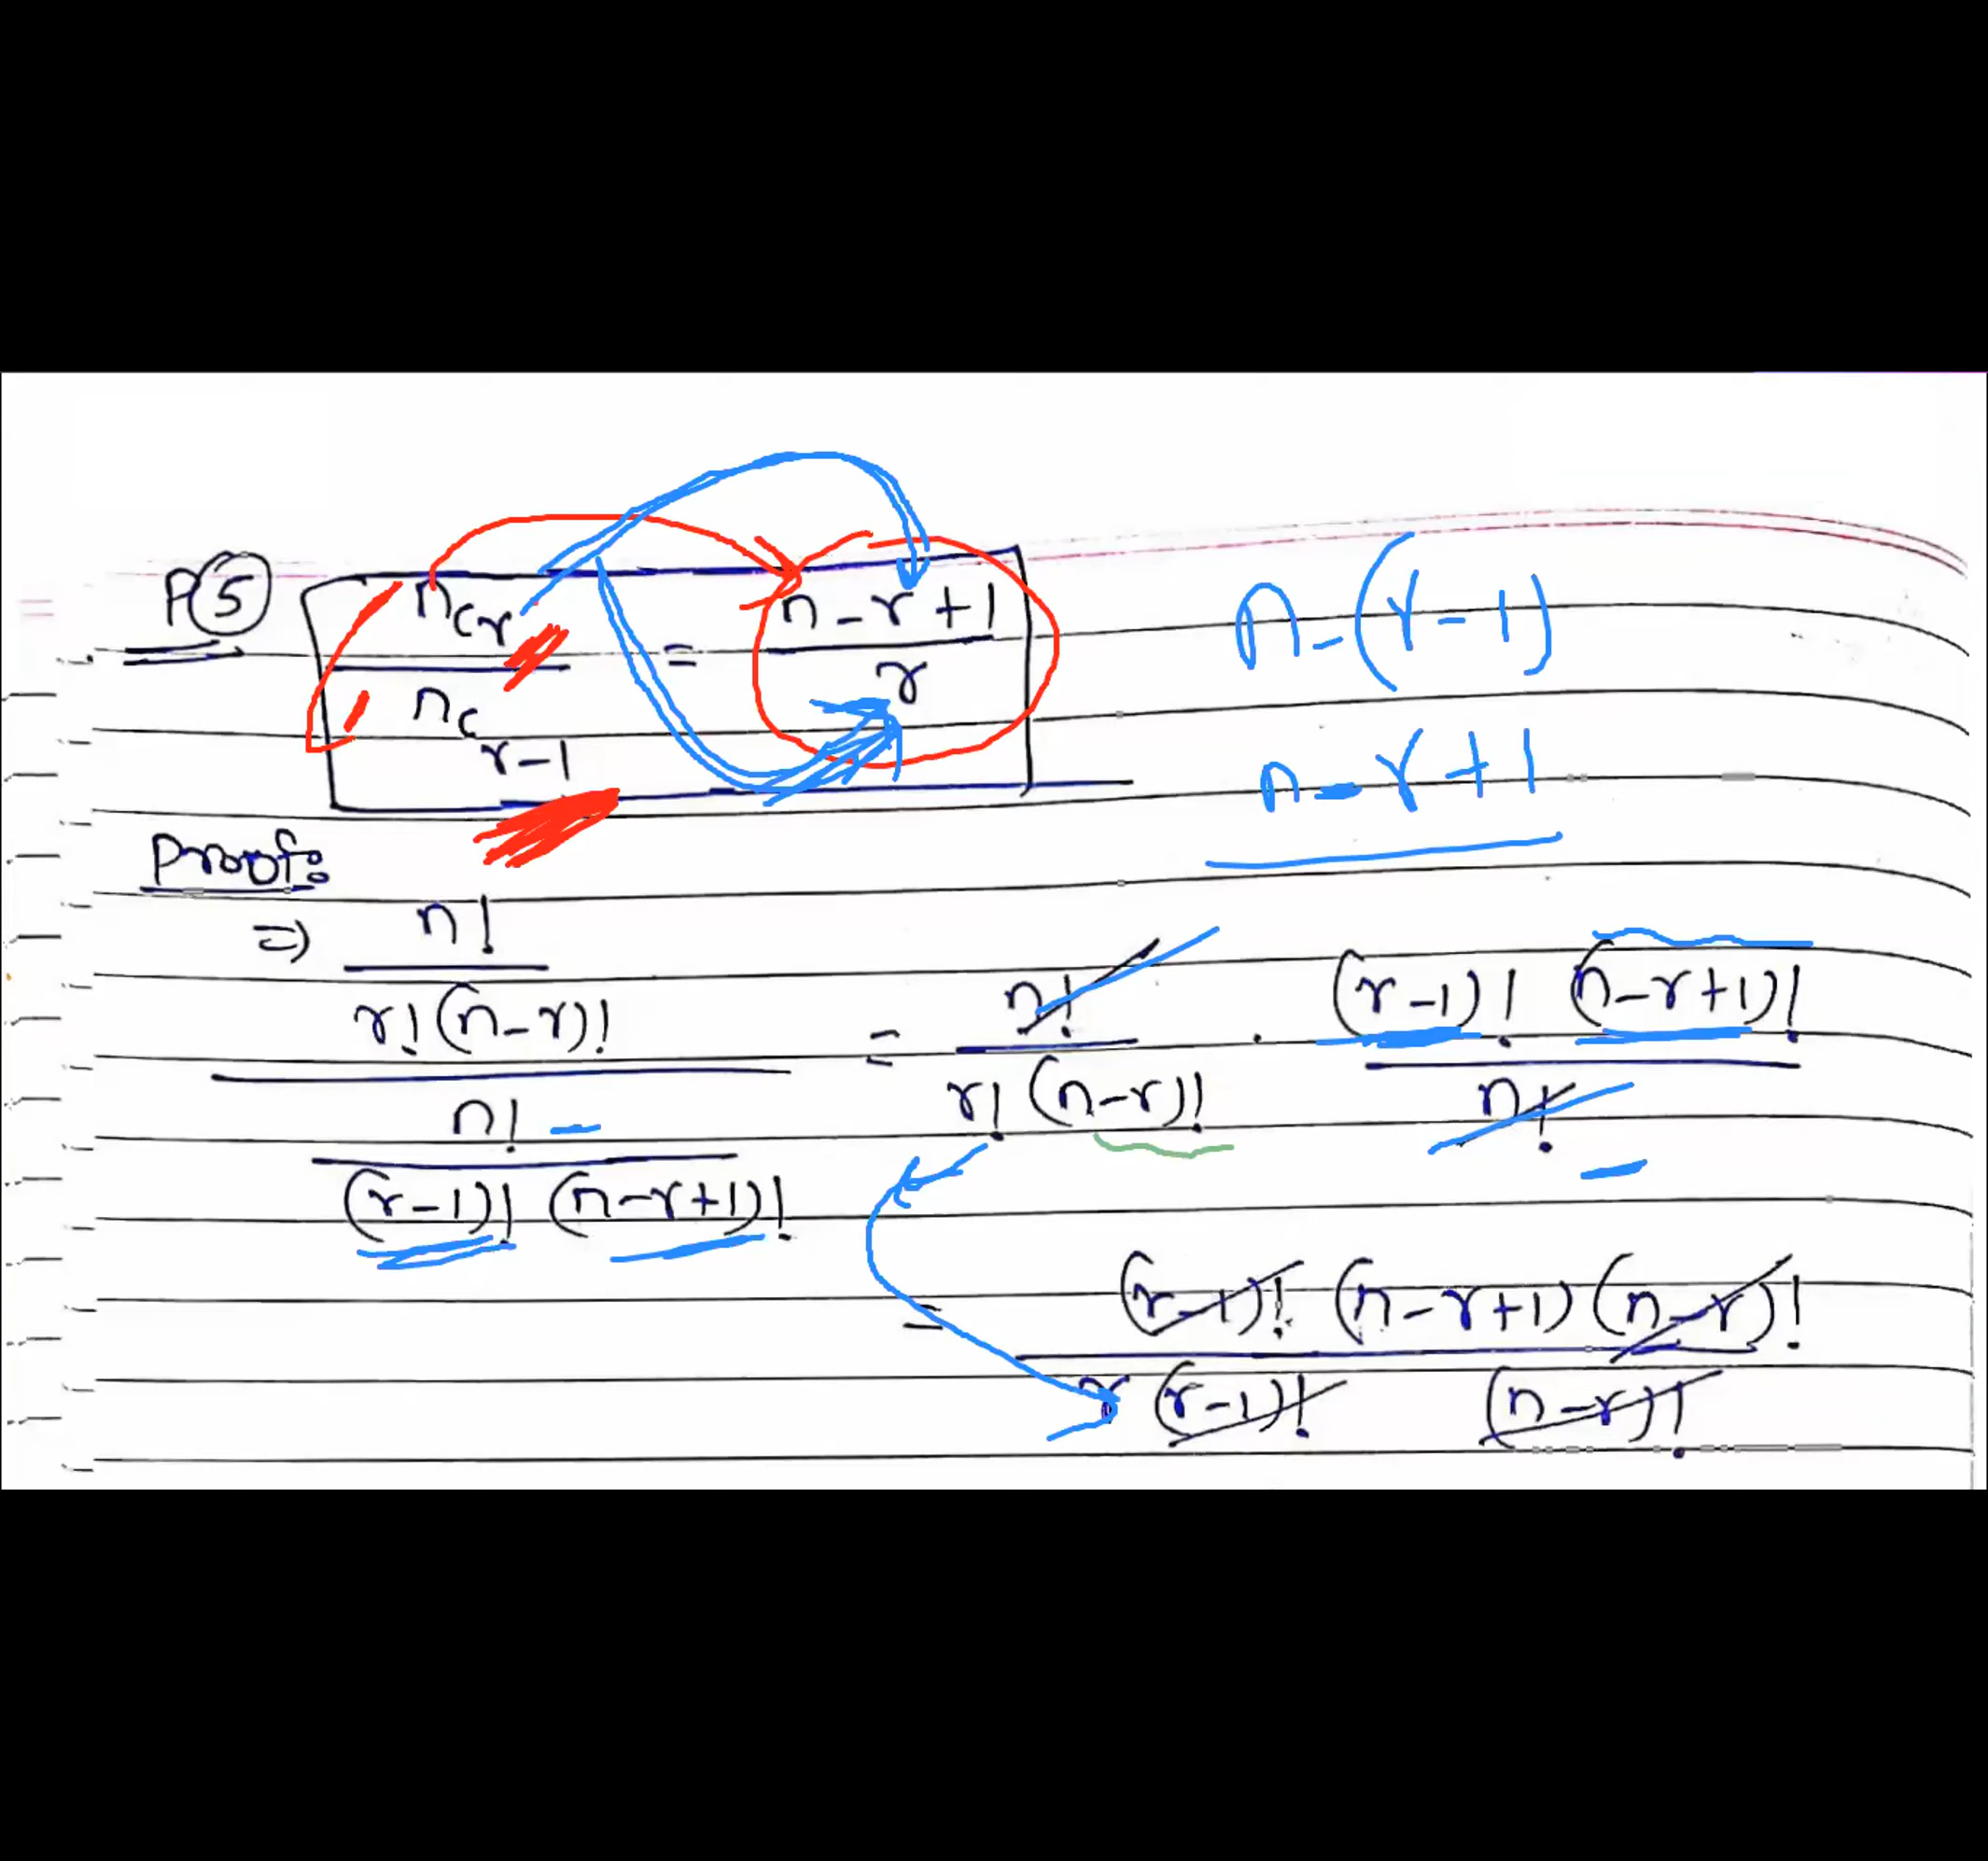 P(5) nCr / nCr-1 = n-r+1 / r
n-(r-1)
n-r+1
Proof:
=) n! / r!(n-r)! / n! / (r-1)! (n-r+1)! = n! / r!(n-r)! . (r-1)! (n-r+1)! / n!
= (r-1)! (n-r+1) (n-r)! / r (r-1)! (n-r)!